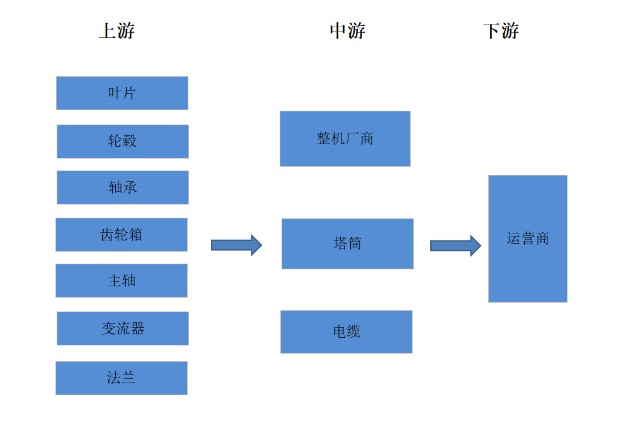 上游
中游
下游
叶片
轮毂
轴承
齿轮箱
主轴
变流器
法兰
整机厂商
塔筒
电缆
运营商